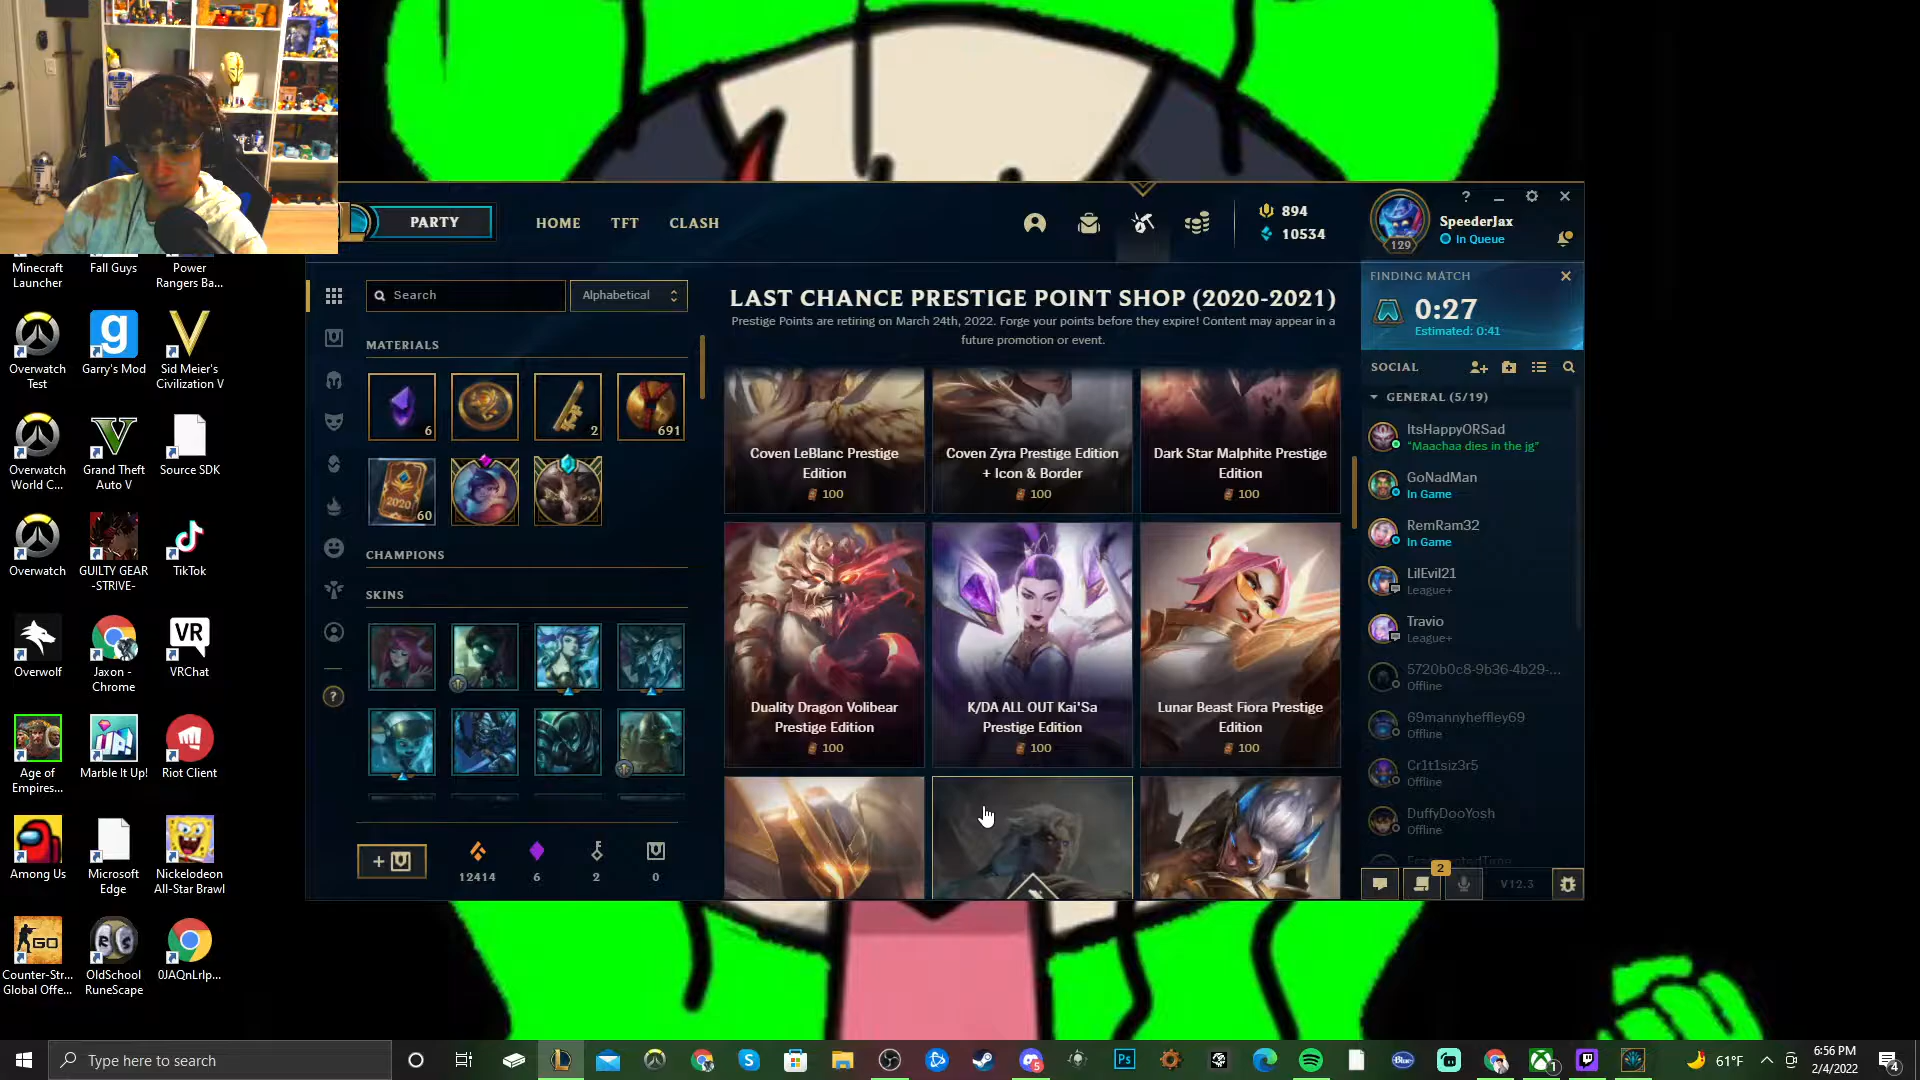 PARTY
HOME
TFT
CLASH
894
10534
129
SpeederJax
In Queue
Minecraft
Launcher
Fall Guys
Power
Rangers Ba...
Overwatch
Test
Garry's Mod
Sid Meier's
Civilization V
Overwatch
World C...
Grand Theft
Auto V
Source SDK
Overwatch
GUILTY GEAR
-STRIVE-
TikTok
Overwolf
Jaxon -
Chrome
VR
VRChat
Age of
Empires...
UP!
Marble It Up!
Riot Client
Among Us
Microsoft
Edge
Nickelodeon
All-Star Brawl
GO
Counter-Str...
Global Offe...
OldSchool
RuneScape
0JAQnLrlp...
Search
Alphabetical
MATERIALS
6
2
691
2020
60
CHAMPIONS
SKINS
12414
6
2
0
LAST CHANCE PRESTIGE POINT SHOP (2020-2021)
Prestige Points are retiring on March 24th, 2022. Forge your points before they expire! Content may appear in a
future promotion or event.
Coven LeBlanc Prestige
Edition
100
Coven Zyra Prestige Edition
+ Icon & Border
100
Dark Star Malphite Prestige
Edition
100
Duality Dragon Volibear
Prestige Edition
100
K/DA ALL OUT Kai'Sa
Prestige Edition
100
Lunar Beast Fiora Prestige
Edition
100
FINDING MATCH
0:27
Estimated: 0:41
SOCIAL
GENERAL (5/19)
ItsHappyORSad
“Maachaa dies in the jg”
GoNadMan
In Game
RemRam32
In Game
LilEvil21
League+
Travio
League+
5720b0c8-9b36-4b29-...
Offline
69mannyheffley69
Offline
Cr1t1siz3r5
Offline
DuffyDooYosh
Offline
2
V12.3
Type here to search
5
Ps
Blue
1
61°F
6:56 PM
2/4/2022
4